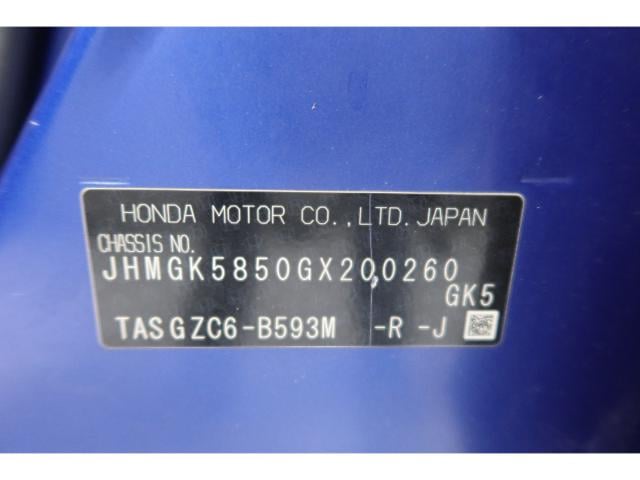 HONDA MOTOR CO.,LTD.JAPAN
CHASSIS NO.
JHMGK5850GX200260
GK5
TASGZC6-B593M -R -J